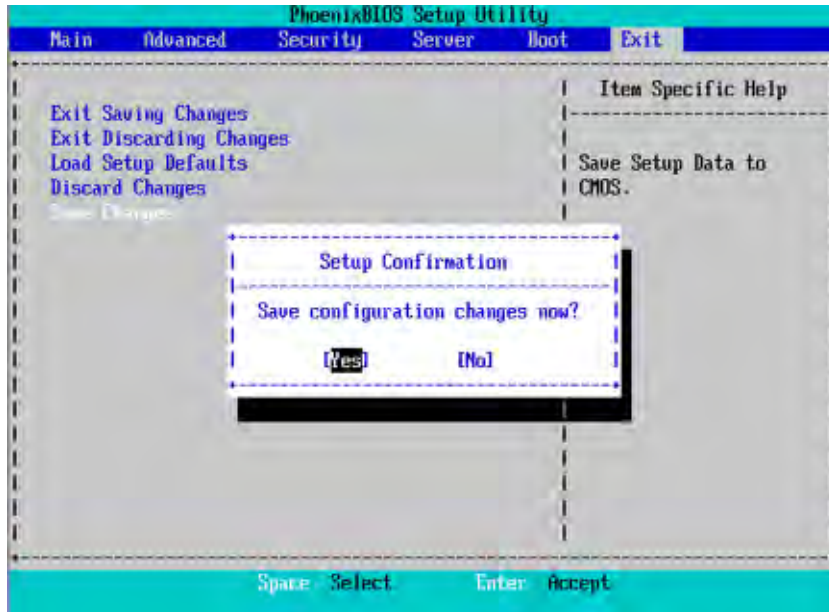 PhoenixBIOS Setup Utility
Main Advanced Security Server Boot Exit
Item Specific Help
Exit Saving Changes
Exit Discarding Changes
Load Setup Defaults
Save Setup Data to
Discard Changes
CMOS.
Save Changes
Setup Confirmation
Save configuration changes now?
[Yes] [No]
Space Select Enter Accept